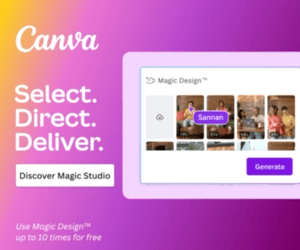 Canva
Select.
Direct.
Deliver.
Discover Magic Studio
Use Magic Design™
up to 10 times for free
Magic Design™
Sannan
Generate